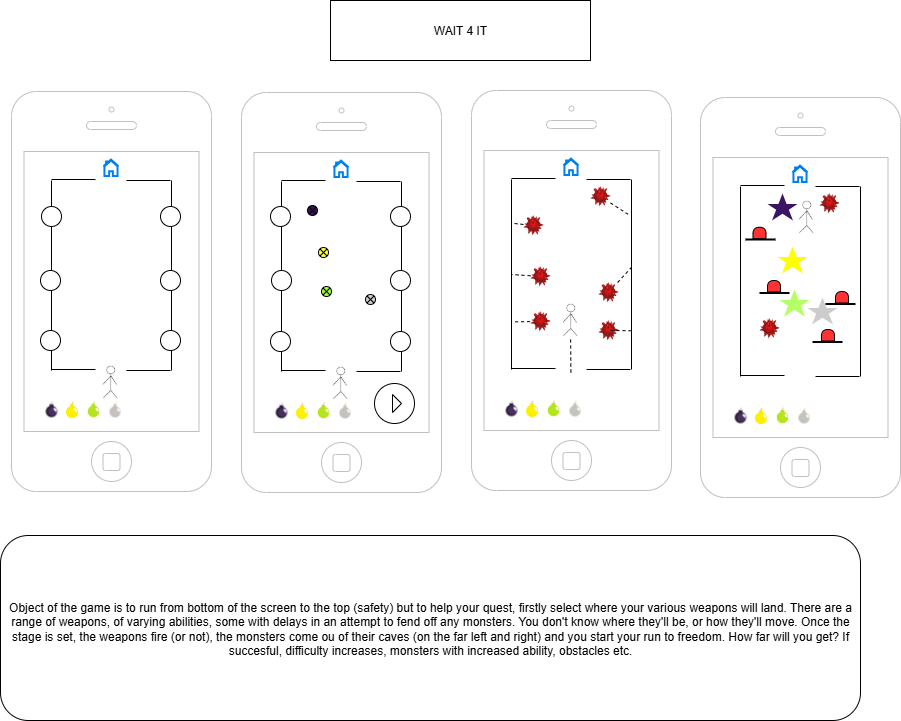 WAIT 4 IT
Object of the game is to run from bottom of the screen to the top (safety) but to help your quest, firstly select where your various weapons will land. There are a
range of weapons, of varying abilities, some with delays in an attempt to fend off any monsters. You don't know where they'll be, or how they'll move. Once the
stage is set, the weapons fire (or not), the monsters come ou of their caves (on the far left and right) and you start your run to freedom. How far will you get? If
succesful, difficulty increases, monsters with increased ability, obstacles etc.